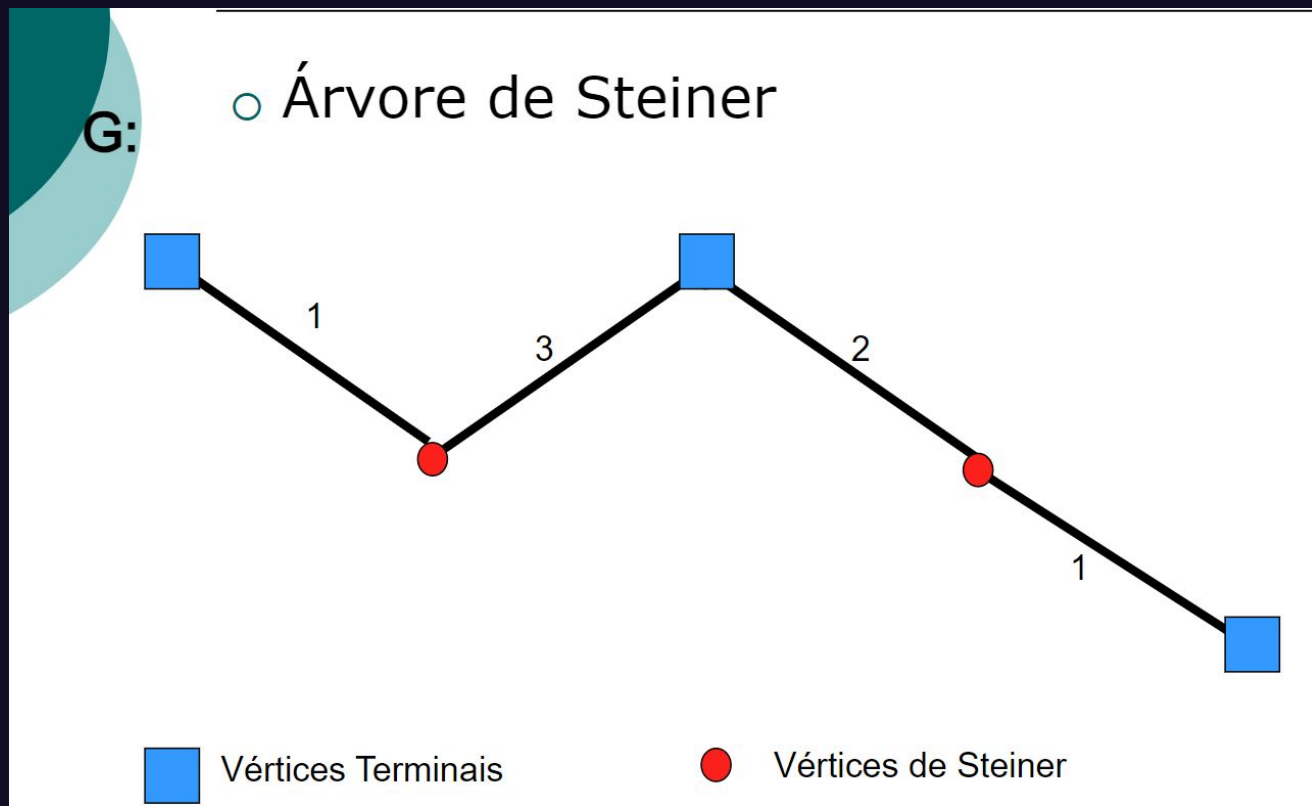 Árvore de Steiner
G:
1
3
2
1
Vértices Terminais
Vértices de Steiner